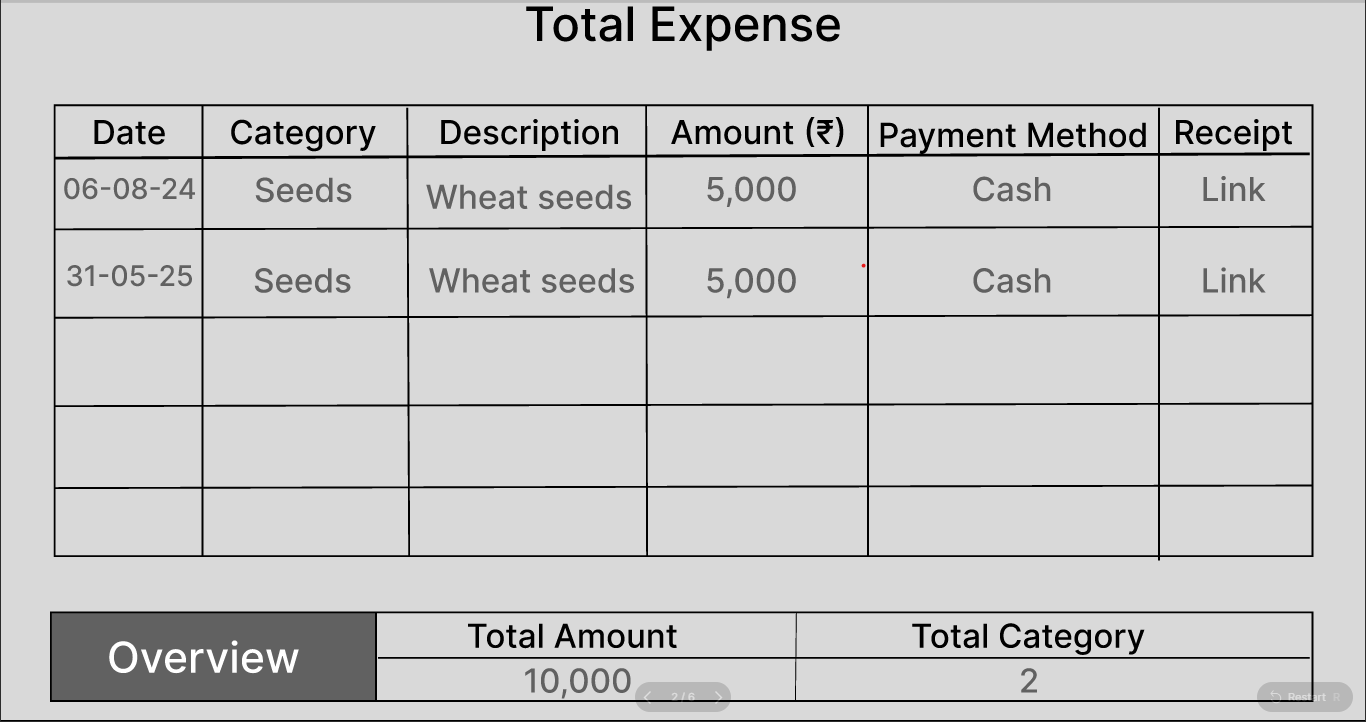 Total Expense
Date Category Description Amount (₹) Payment Method Receipt
06-08-24 Seeds Wheat seeds 5,000 Cash Link
31-05-25 Seeds Wheat seeds 5,000 Cash Link
Overview
Total Amount Total Category
10,000 2
2 / 6
Restart R